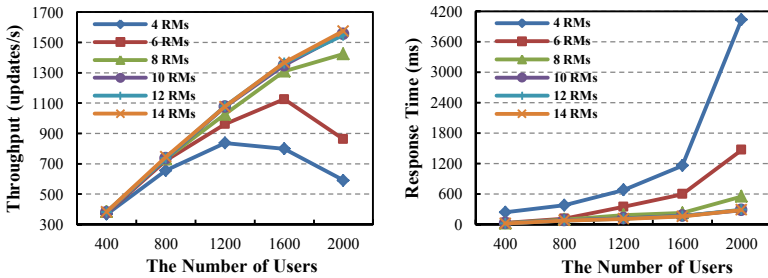 Throughput (updates/s)
1700
1500
1300
1100
900
700
500
300
4 RMs
6 RMs
8 RMs
10 RMs
12 RMs
14 RMs
400 800 1200 1600 2000
The Number of Users
Response Time (ms)
4200
3600
3000
2400
1800
1200
600
0
4 RMs
6 RMs
8 RMs
10 RMs
12 RMs
14 RMs
400 800 1200 1600 2000
The Number of Users